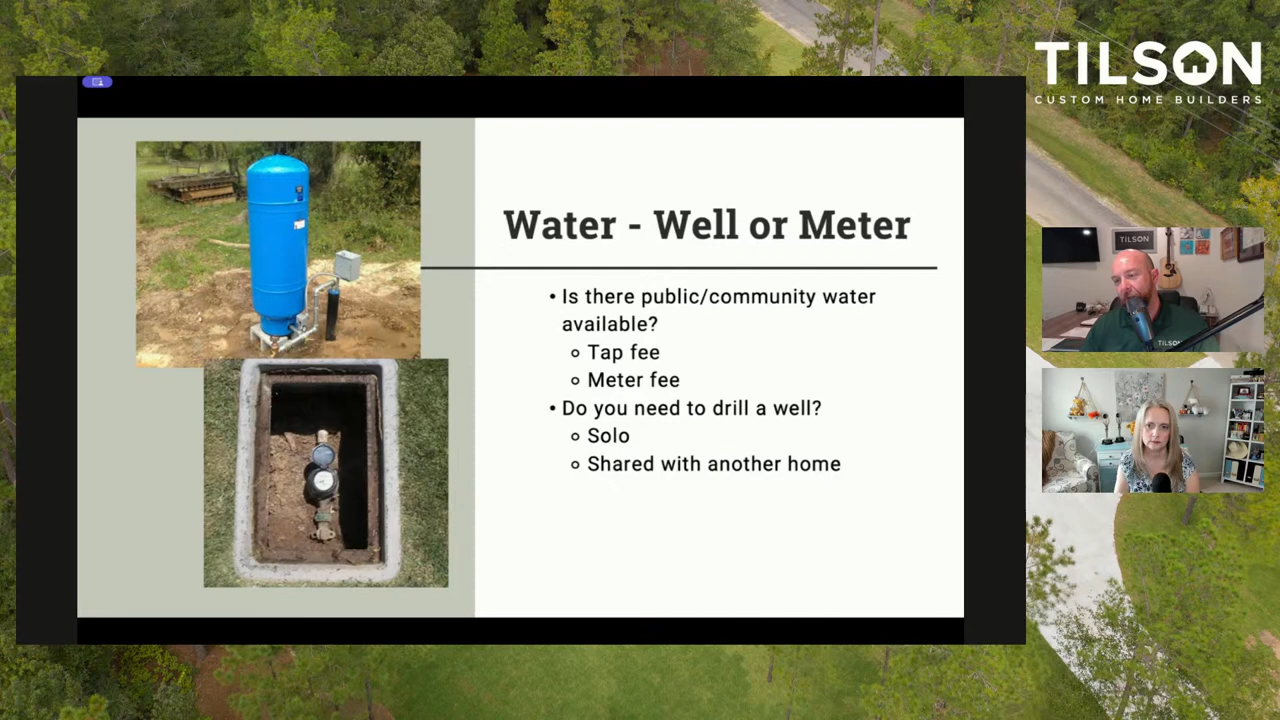 TILSON
CUSTOM HOME BUILDERS
Water - Well or Meter
• Is there public/community water
available?
Tap fee
Meter fee
• Do you need to drill a well?
Solo
Shared with another home
TILSON
TILSON